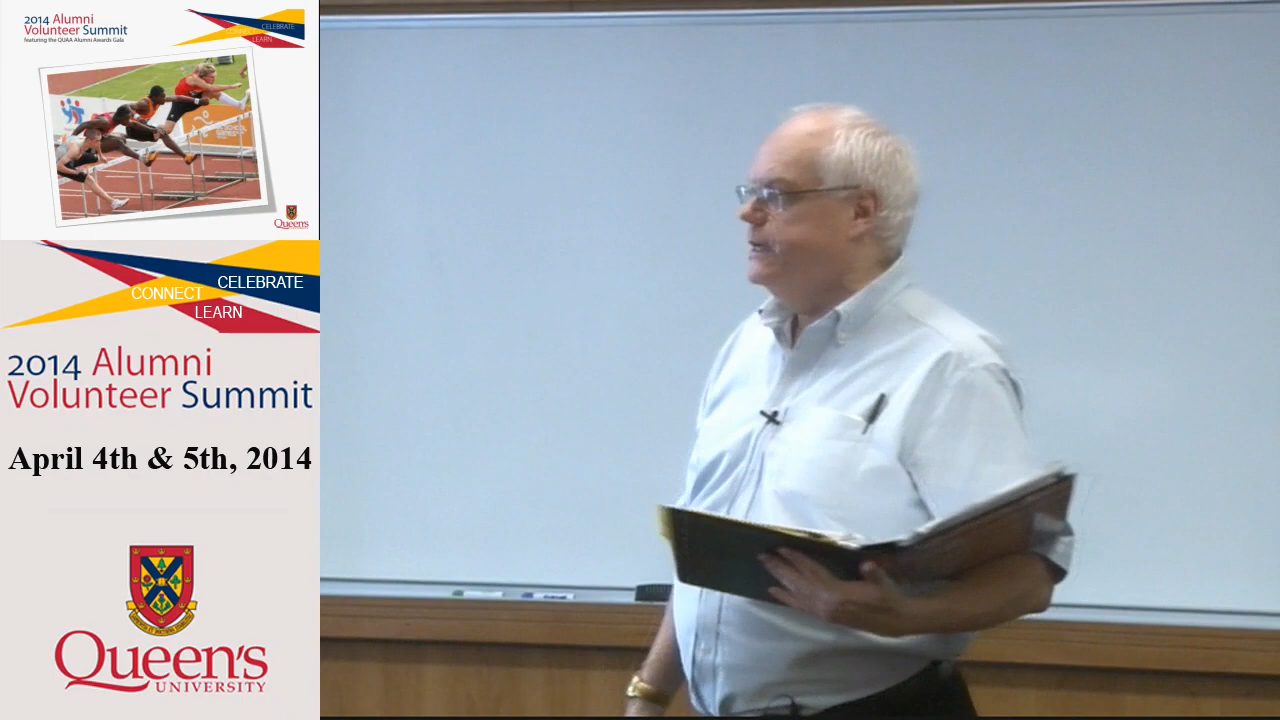 2014 Alumni
Volunteer Summit
featuring the QUAA Alumni Awards Gala
CELEBRATE
CONNECT
LEARN
Queen's
CELEBRATE
CONNECT
LEARN
2014 Alumni
Volunteer Summit
April 4th & 5th, 2014
Queen's
UNIVERSITY